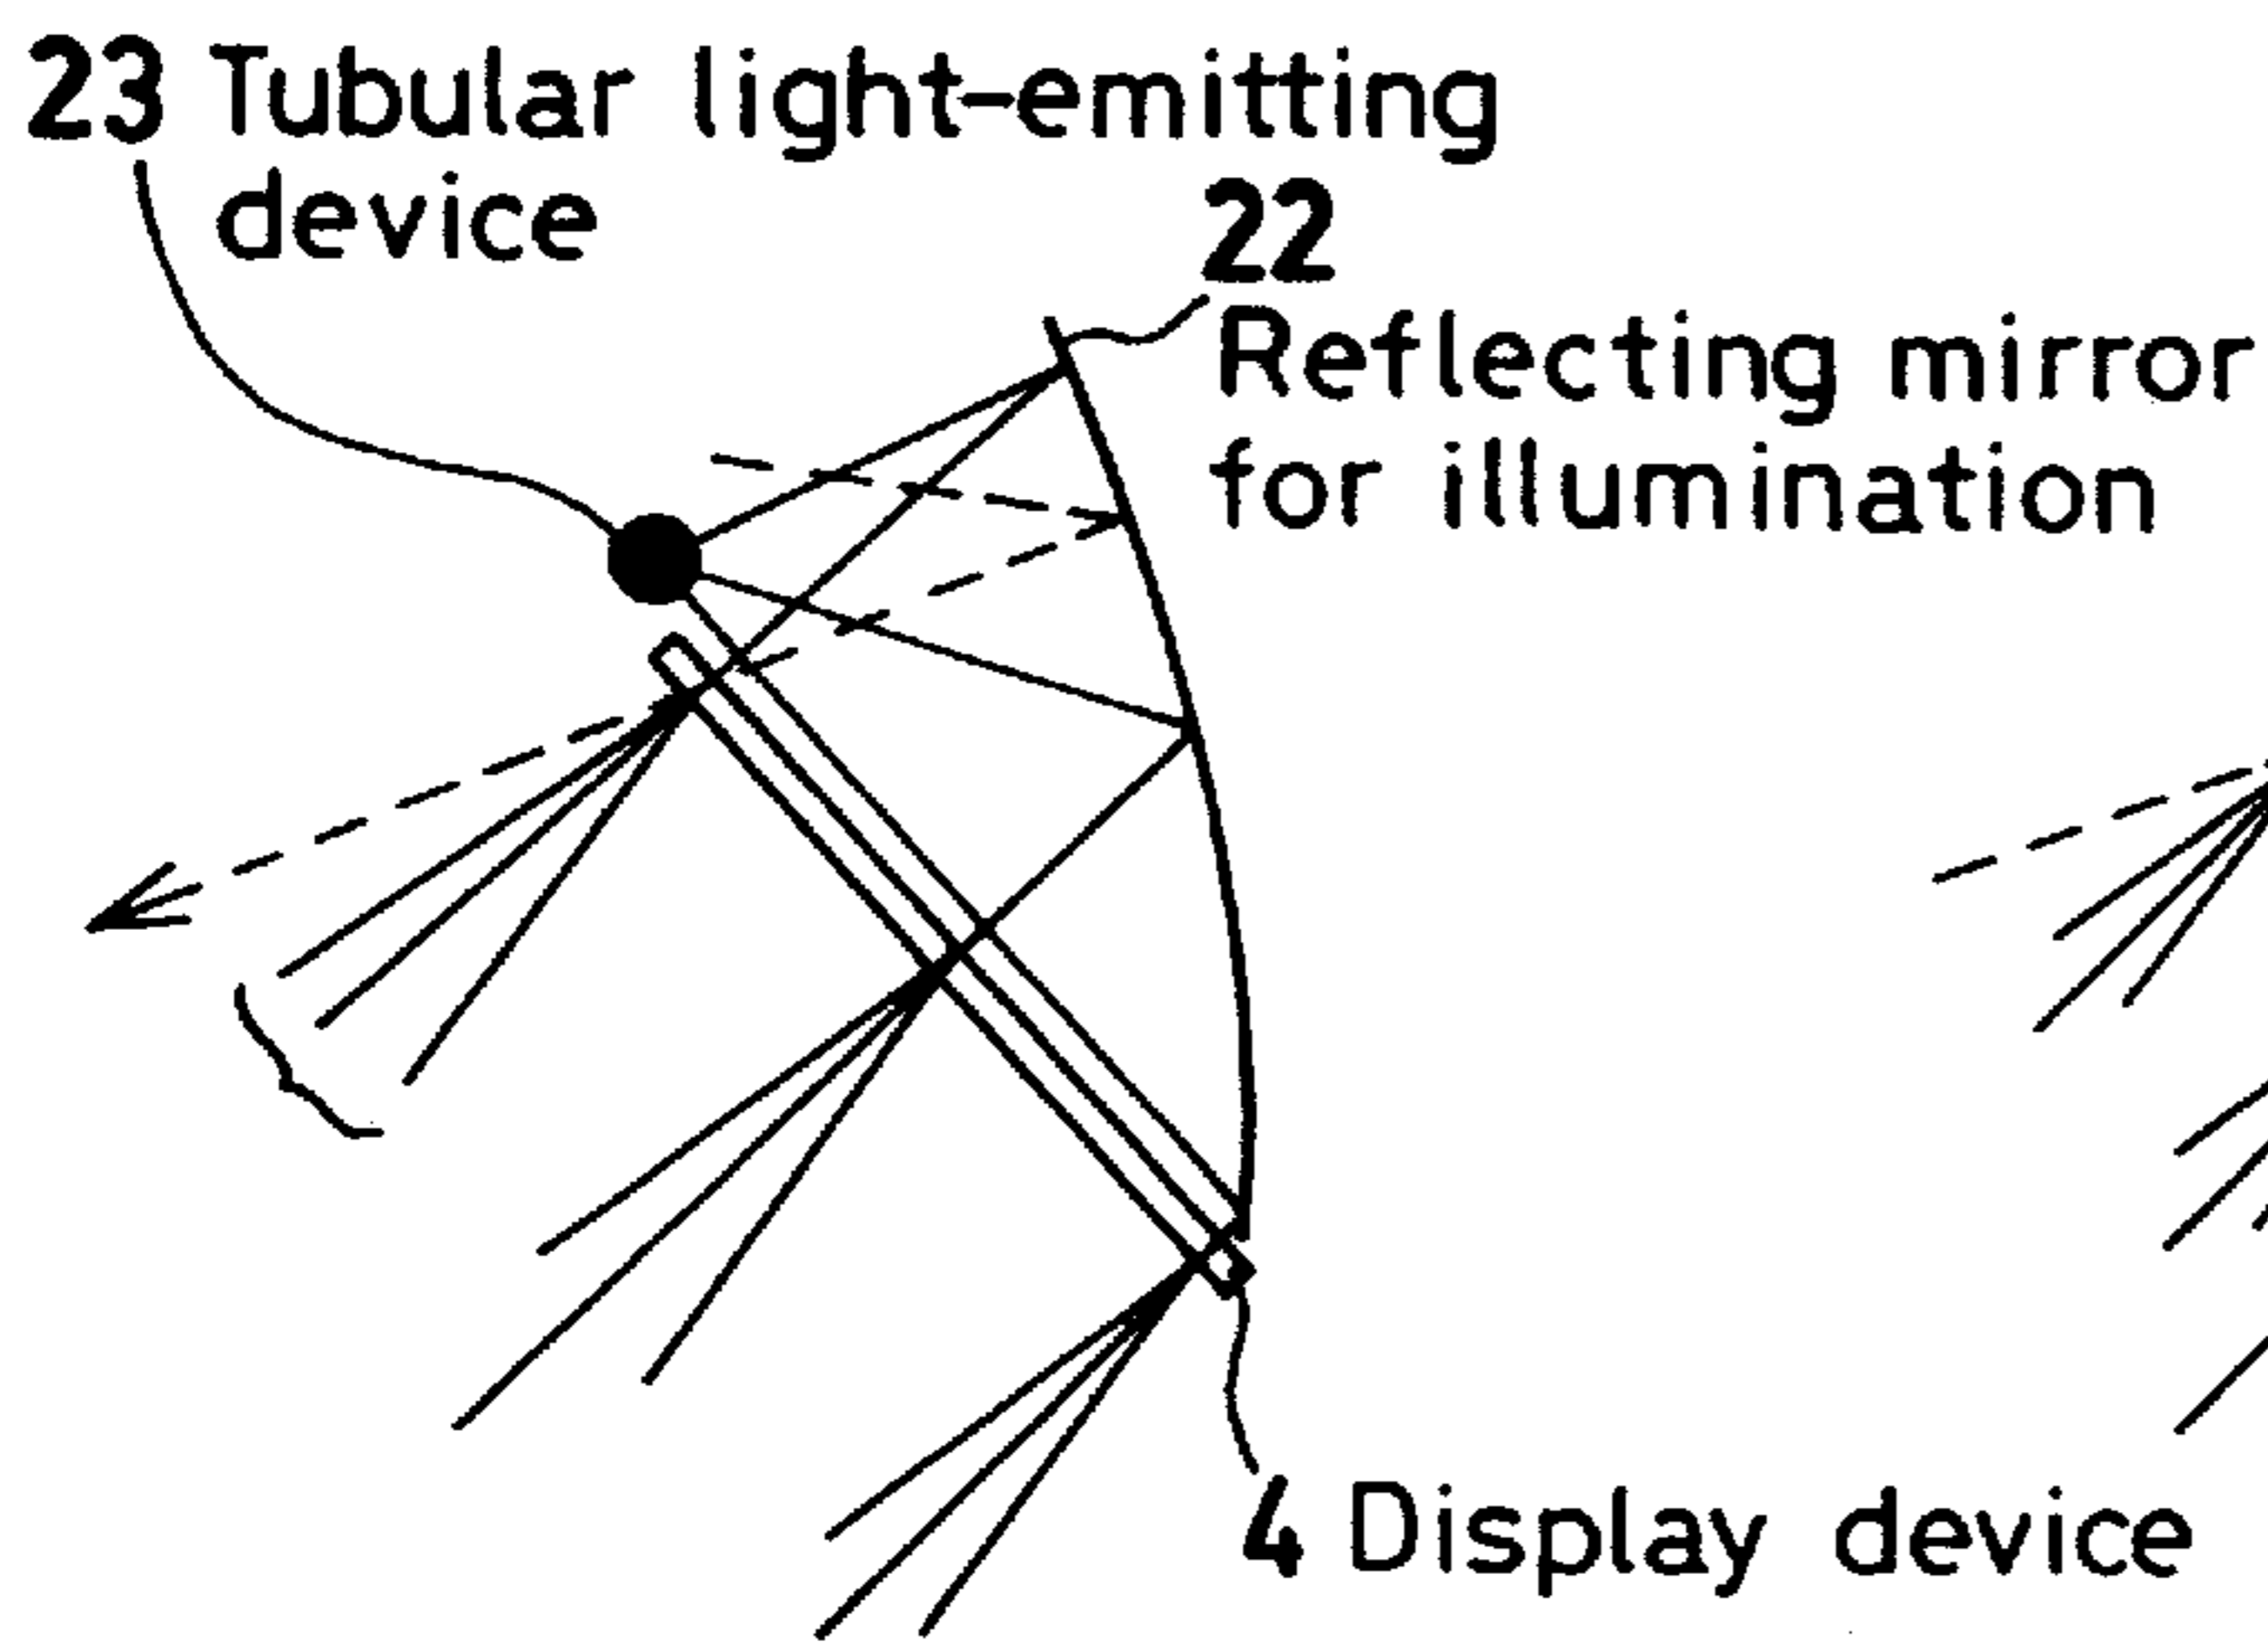 23 Tubular light-emitting
device
22
Reflecting mirror
for illumination
4 Display device